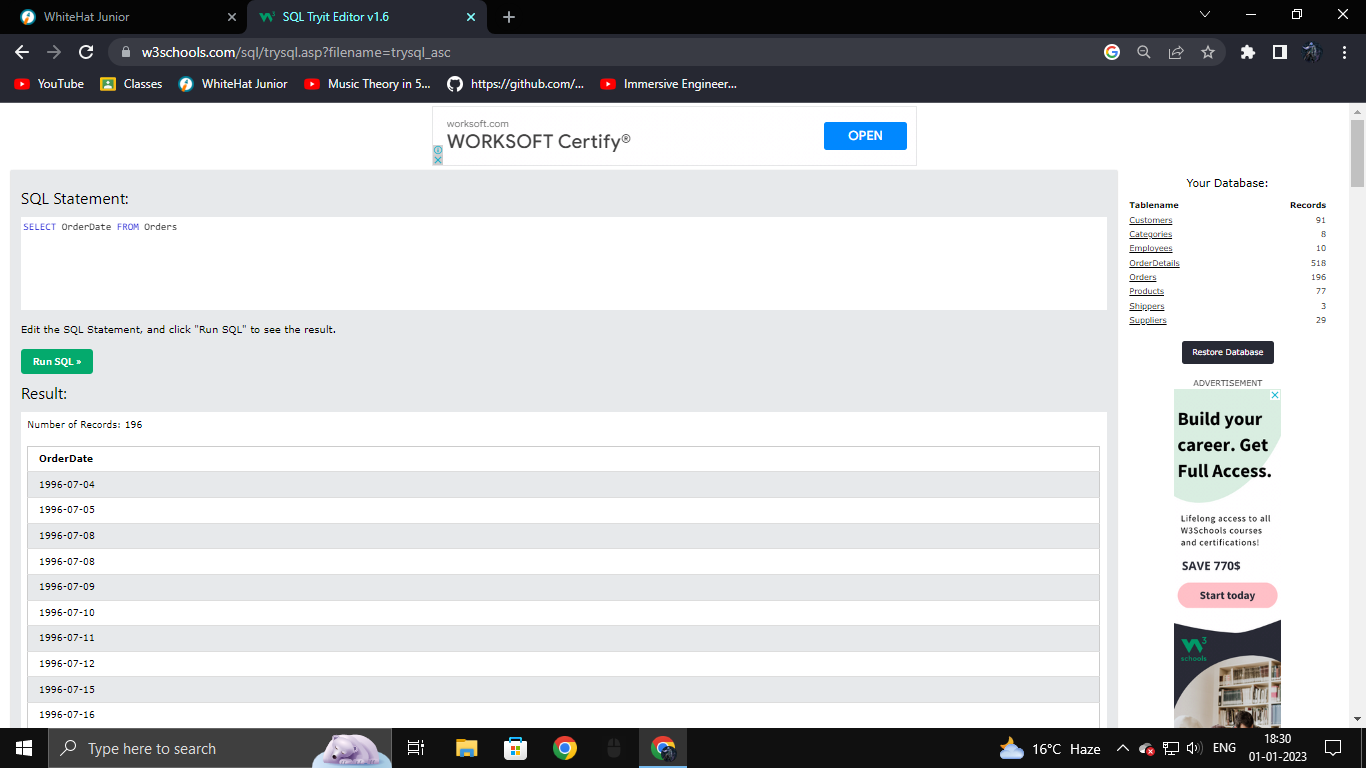 WhiteHat Junior
SQL Tryit Editor v1.6
w3schools.com/sql/trysql.asp?filename=trysql_asc
YouTube
Classes
WhiteHat Junior
Music Theory in 5...
https://github.com/...
Immersive Engineer...
worksoft.com
WORKSOFT Certify®
OPEN
SQL Statement:
SELECT OrderDate FROM Orders
Edit the SQL Statement, and click "Run SQL" to see the result.
Run SQL »
Result:
Number of Records: 196
OrderDate
1996-07-04
1996-07-05
1996-07-08
1996-07-08
1996-07-09
1996-07-10
1996-07-11
1996-07-12
1996-07-15
1996-07-16
Your Database:
Tablename Records
Customers 91
Categories 8
Employees 10
OrderDetails 518
Orders 196
Products 77
Shippers 3
Suppliers 29
Restore Database
ADVERTISEMENT
Build your
career. Get
Full Access.
Lifelong access to all
W3Schools courses
and certifications!
SAVE 770$
Start today
W3
schools
Type here to search
16°C Haze
ENG
18:30
01-01-2023